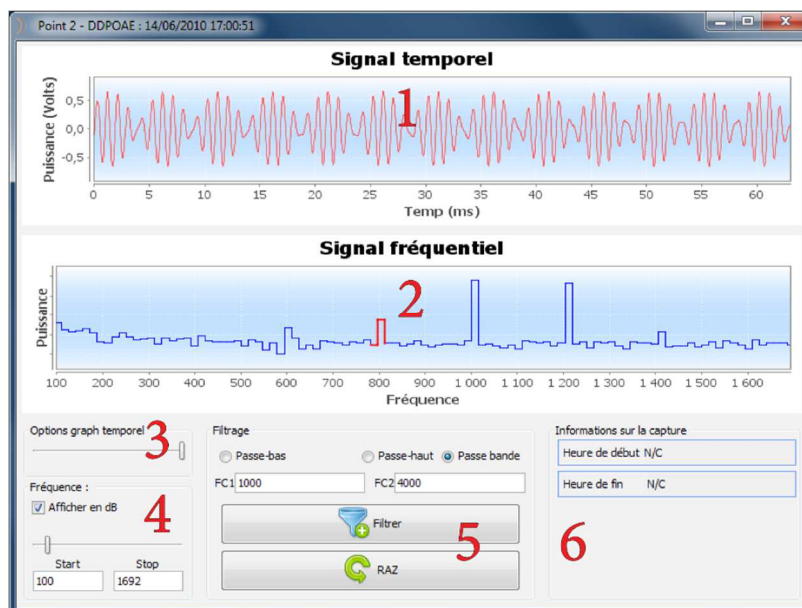 Point 2 - DDPOAE : 14/06/2010 17:00:51
Signal temporel
1
Puissance (Volts)
0,5
0,0
-0,5
0 5 10 15 20 25 30 35 40 45 50 55 60
Temp (ms)
Signal fréquentiel
2
Puissance
100 200 300 400 500 600 700 800 900 1 000 1 100 1 200 1 300 1 400 1 500 1 600
Fréquence
Options graph temporel
3
Fréquence :
Afficher en dB
4
Start Stop
100 1692
Filtrage
Passe-bas Passe-haut Passe bande
FC1 1000 FC2 4000
Filtrer
5
RAZ
Informations sur la capture
Heure de début N/C
Heure de fin N/C
6